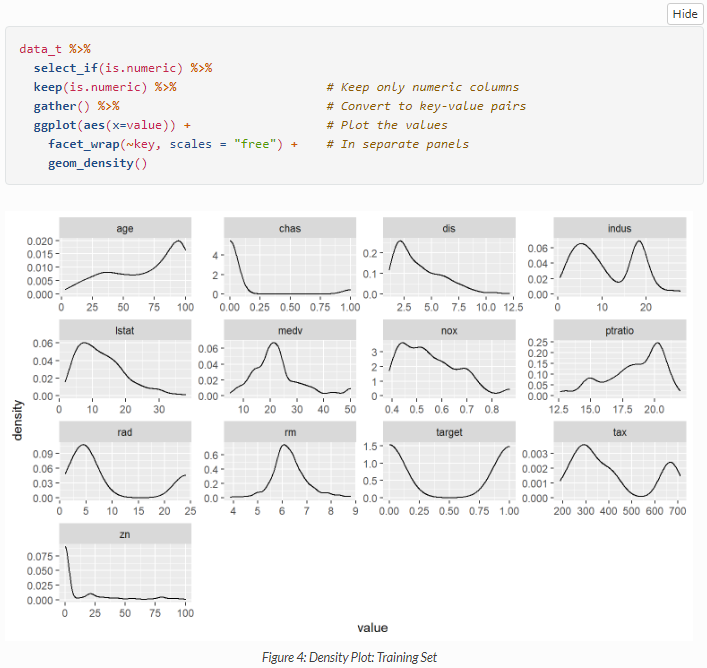 Hide
data_t %>%
select_if(is.numeric) %>%
keep(is.numeric) %>% # Keep only numeric columns
gather() %>% # Convert to key-value pairs
ggplot(aes(x=value)) + # Plot the values
facet_wrap(~key, scales = "free") + # In separate panels
geom_density()
age chas dis indus
0.020 0.015 0.010 0.005 0.000
4 2 0
0.2 0.1 0.0
0.06 0.04 0.02 0.00
0 25 50 75 100 0.00 0.25 0.50 0.75 1.00 2.5 5.0 7.5 10.0 12.5 0 10 20
lstat medv nox ptratio
0.06 0.04 0.02 0.00
0.06 0.04 0.02 0.00
3 2 1 0
0.25 0.20 0.15 0.10 0.05 0.00
0 10 20 30 10 20 30 40 50 0.4 0.5 0.6 0.7 0.8 12.5 15.0 17.5 20.0
density
rad rm target tax
0.09 0.06 0.03 0.00
0.6 0.4 0.2 0.0
1.5 1.0 0.5 0.0
0.003 0.002 0.001 0.000
0 5 10 15 20 25 4 5 6 7 8 9 0.00 0.25 0.50 0.75 1.00 200 300 400 500 600 700
zn
0.075 0.050 0.025 0.000
0 25 50 75 100
value
Figure 4: Density Plot: Training Set